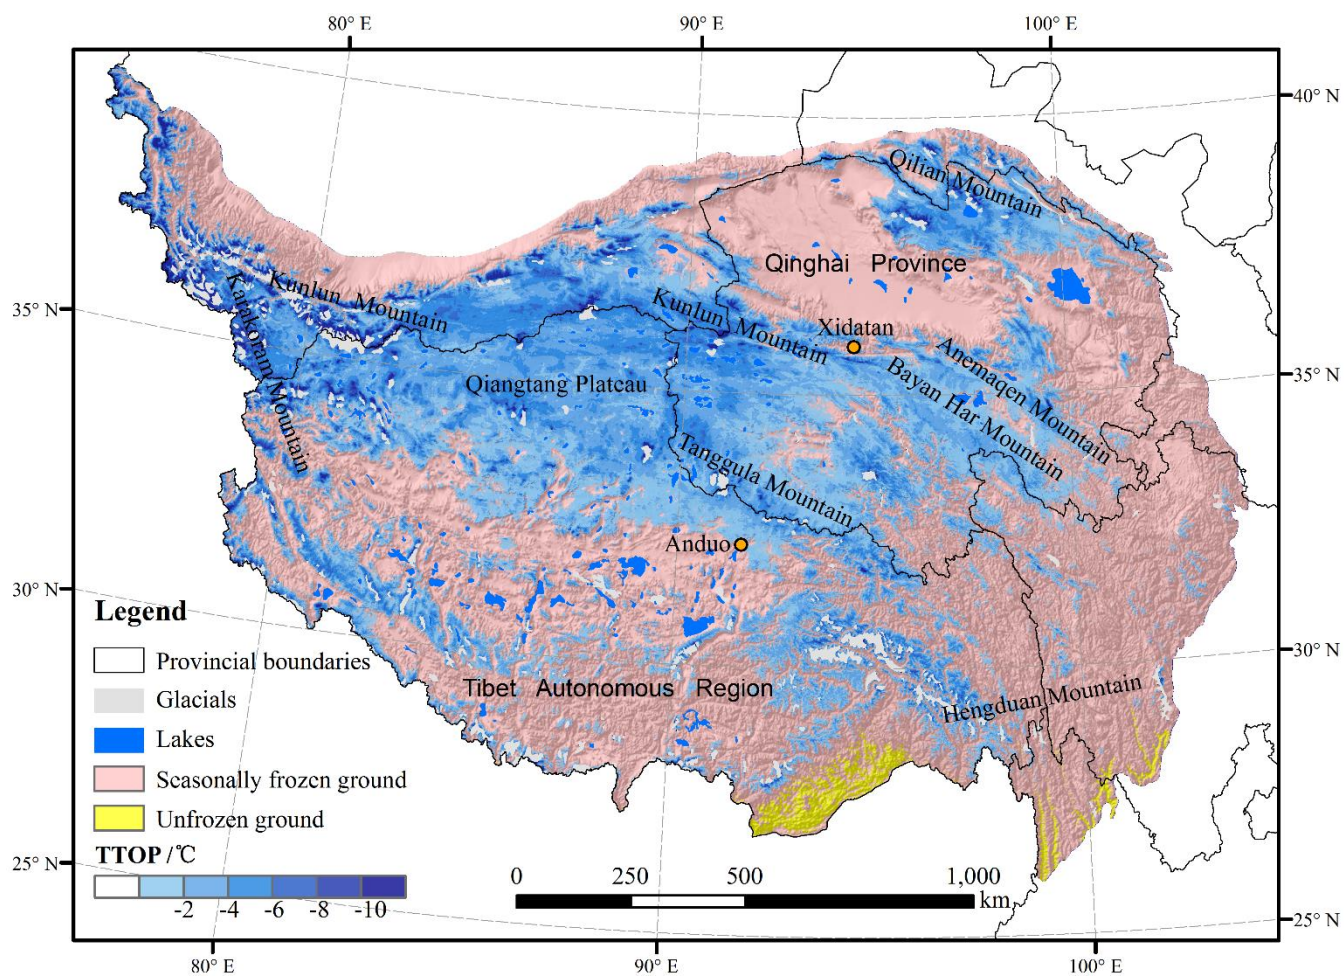 80° E
90° E
100° E
40° N
Qilian Mountain
Qinghai Province
Kunlun Mountain
Karakoram Mountain
Kunlun Mountain
Xidatan
35° N
35° N
Anemaqen Mountain
Bayan Har Mountain
Qiangtang Plateau
Tanggula Mountain
Anduo
30° N
30° N
Legend
Provincial boundaries
Glacials
Lakes
Seasonally frozen ground
Unfrozen ground
TTOP /℃
-2 -4 -6 -8 -10
Tibet Autonomous Region
Hengduan Mountain
25° N
25° N
0 250 500 1,000
km
80° E
90° E
100° E